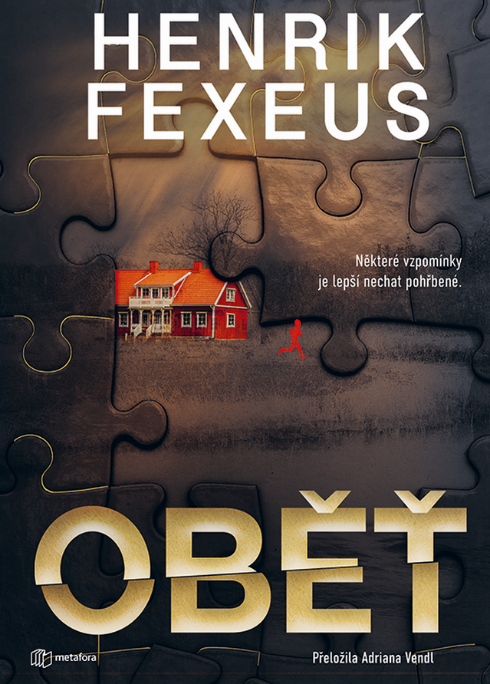 HENRIK
FEXEUS
Některé vzpomínky
je lepší nechat pohřbené.
OBĚŤ
metafora
Přeložila Adriana Vendl